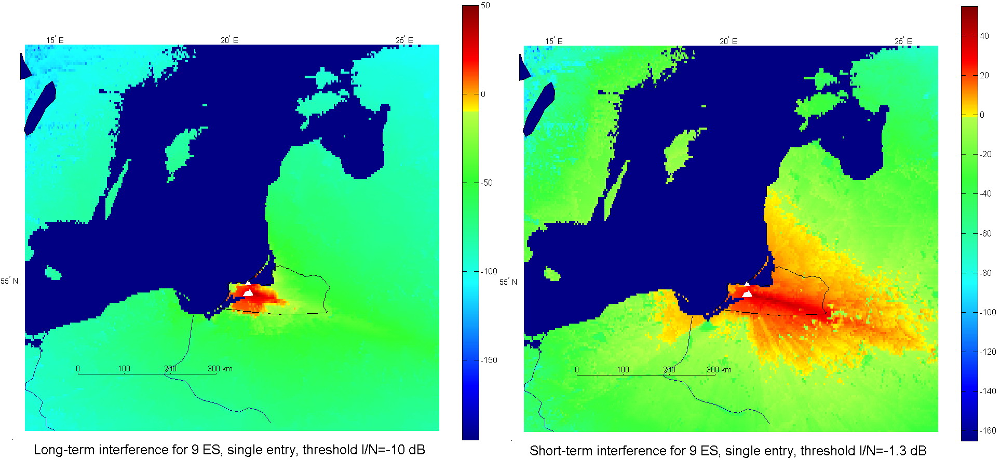 15° E 20° E 25° E
50
0
-50
-100
-150
55° N
0 100 200 300 km
Long-term interference for 9 ES, single entry, threshold I/N=-10 dB
15° E 20° E 25° E
40
20
0
-20
-40
-60
-80
-100
-120
-140
-160
55° N
0 100 200 300 km
Short-term interference for 9 ES, single entry, threshold I/N=-1.3 dB